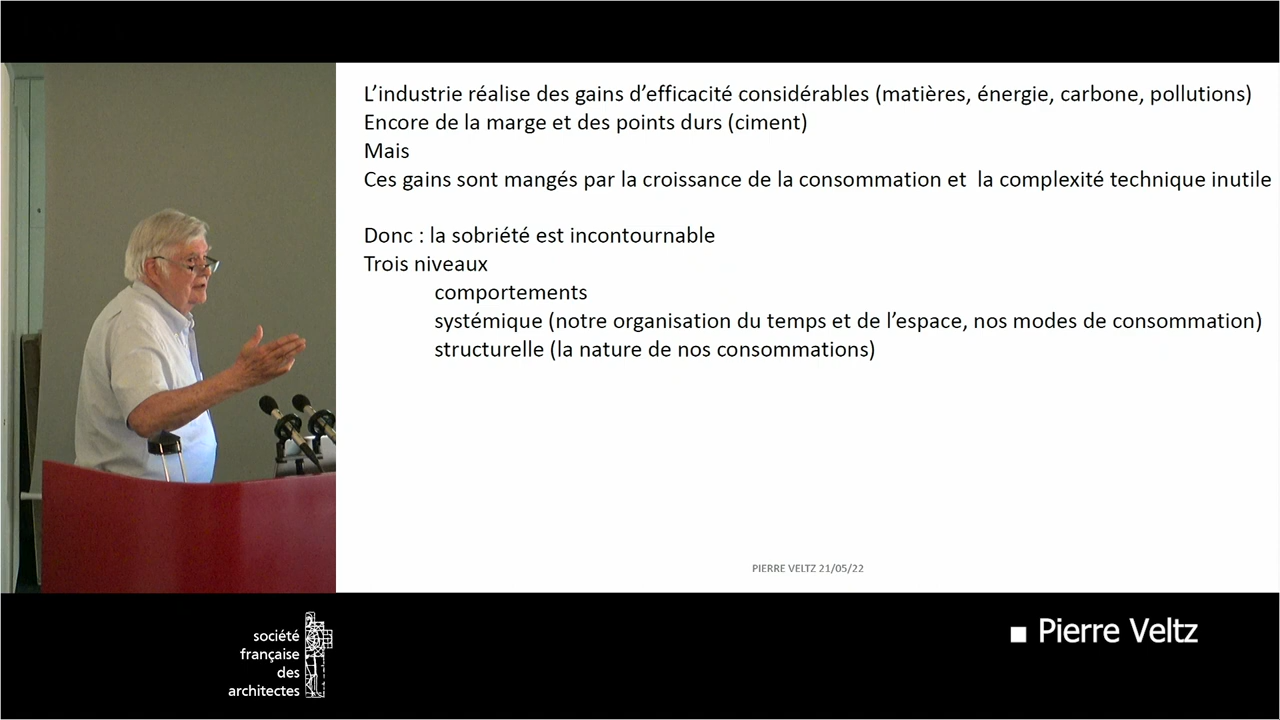 L’industrie réalise des gains d’efficacité considérables (matières, énergie, carbone, pollutions)
Encore de la marge et des points durs (ciment)
Mais
Ces gains sont mangés par la croissance de la consommation et  la complexité technique inutile
Donc : la sobriété est incontournable
Trois niveaux
comportements
systémique (notre organisation du temps et de l’espace, nos modes de consommation)
structurelle (la nature de nos consommations)
PIERRE VELTZ 21/05/22
société
française
des
architectes
Pierre Veltz